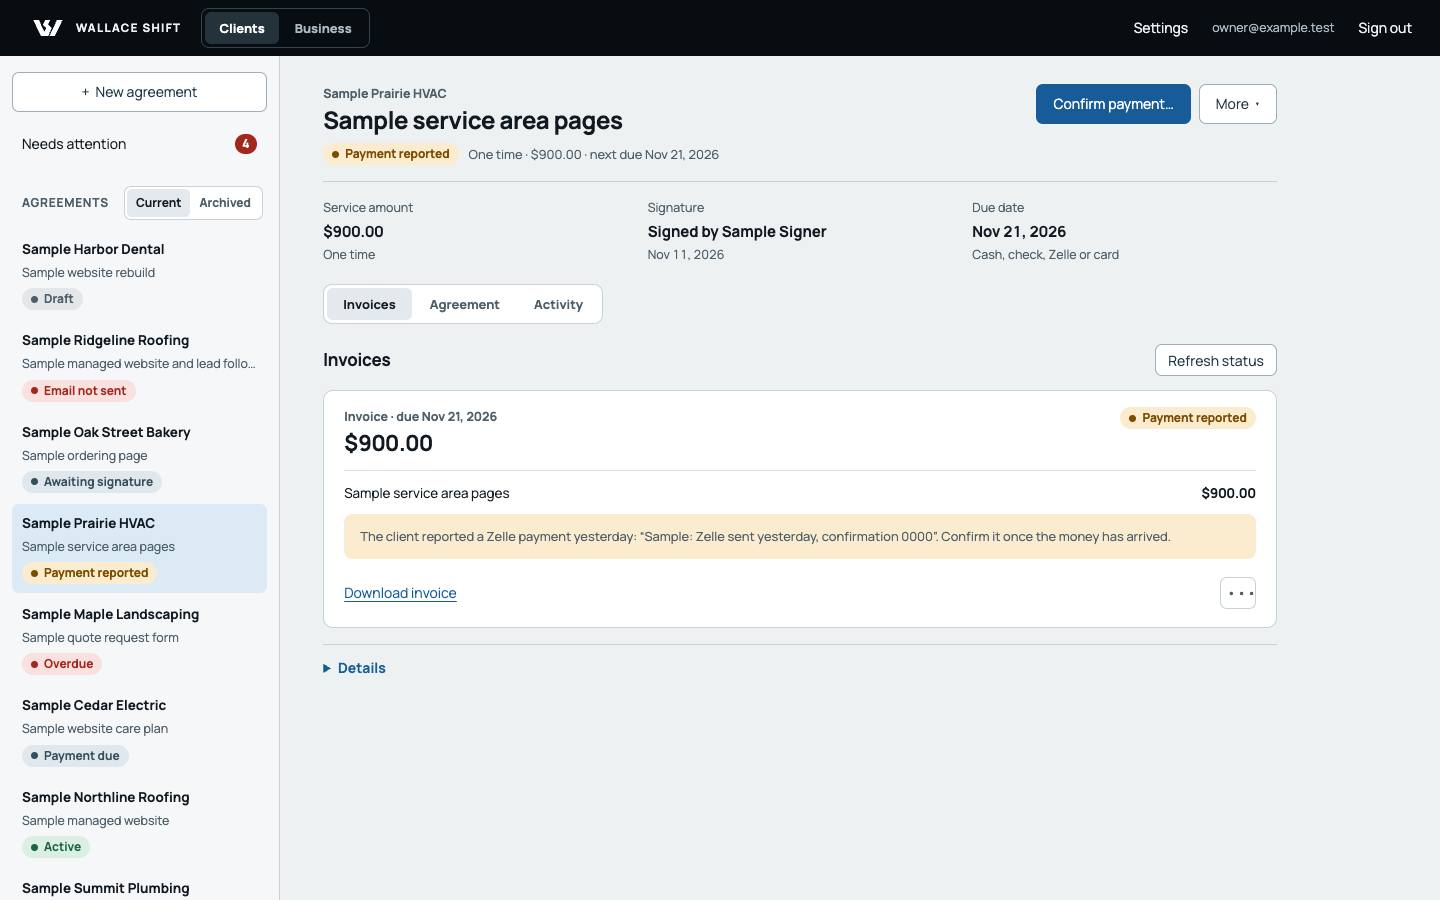 WALLACE SHIFT
Clients
Business
Settings
owner@example.test
Sign out
+ New agreement
Needs attention
4
AGREEMENTS
Current
Archived
Sample Harbor Dental
Sample website rebuild
Draft
Sample Ridgeline Roofing
Sample managed website and lead follo...
Email not sent
Sample Oak Street Bakery
Sample ordering page
Awaiting signature
Sample Prairie HVAC
Sample service area pages
Payment reported
Sample Maple Landscaping
Sample quote request form
Overdue
Sample Cedar Electric
Sample website care plan
Payment due
Sample Northline Roofing
Sample managed website
Active
Sample Summit Plumbing
Sample Prairie HVAC
Sample service area pages
Payment reported
One time · $900.00 · next due Nov 21, 2026
Confirm payment...
More
Service amount
$900.00
One time
Signature
Signed by Sample Signer
Nov 11, 2026
Due date
Nov 21, 2026
Cash, check, Zelle or card
Invoices
Agreement
Activity
Invoices
Refresh status
Invoice · due Nov 21, 2026
$900.00
Payment reported
Sample service area pages
$900.00
The client reported a Zelle payment yesterday: “Sample: Zelle sent yesterday, confirmation 0000”. Confirm it once the money has arrived.
Download invoice
Details